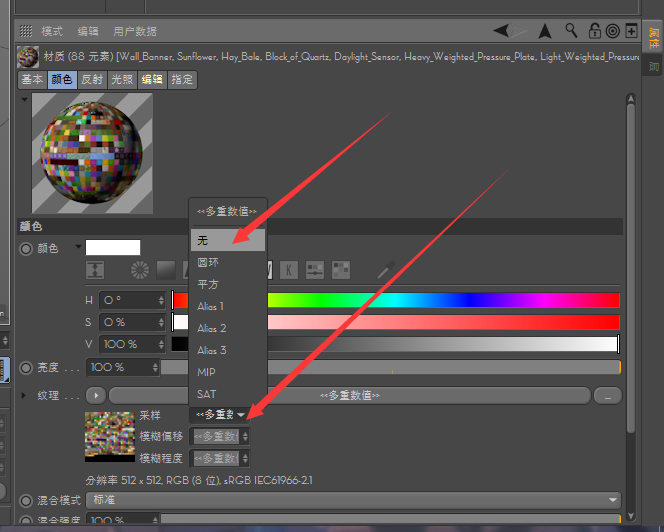 模式 编辑 用户数据
材质 (88 元素) [Wall_Banner, Sunflower, Hay_Bale, Block_of_Quartz, Daylight_Sensor, Heavy_Weighted_Pressure_Plate, Light_Weighted_Pressure
基本 颜色 反射 光照 编辑 指定
属性
颜色
颜色
<<多重数值>>
无
圆环
平方
Alias 1
Alias 2
Alias 3
MIP
SAT
K
H 0 °
S 0 %
V 100 %
亮度 . . . 100 %
纹理 . . . <<多重数值>> ...
采样 <<多重数
模糊偏移 <<多重数
模糊程度 <<多重数
分辨率 512 x 512, RGB (8 位), sRGB IEC61966-2.1
混合模式 标准
混合强度 100 %